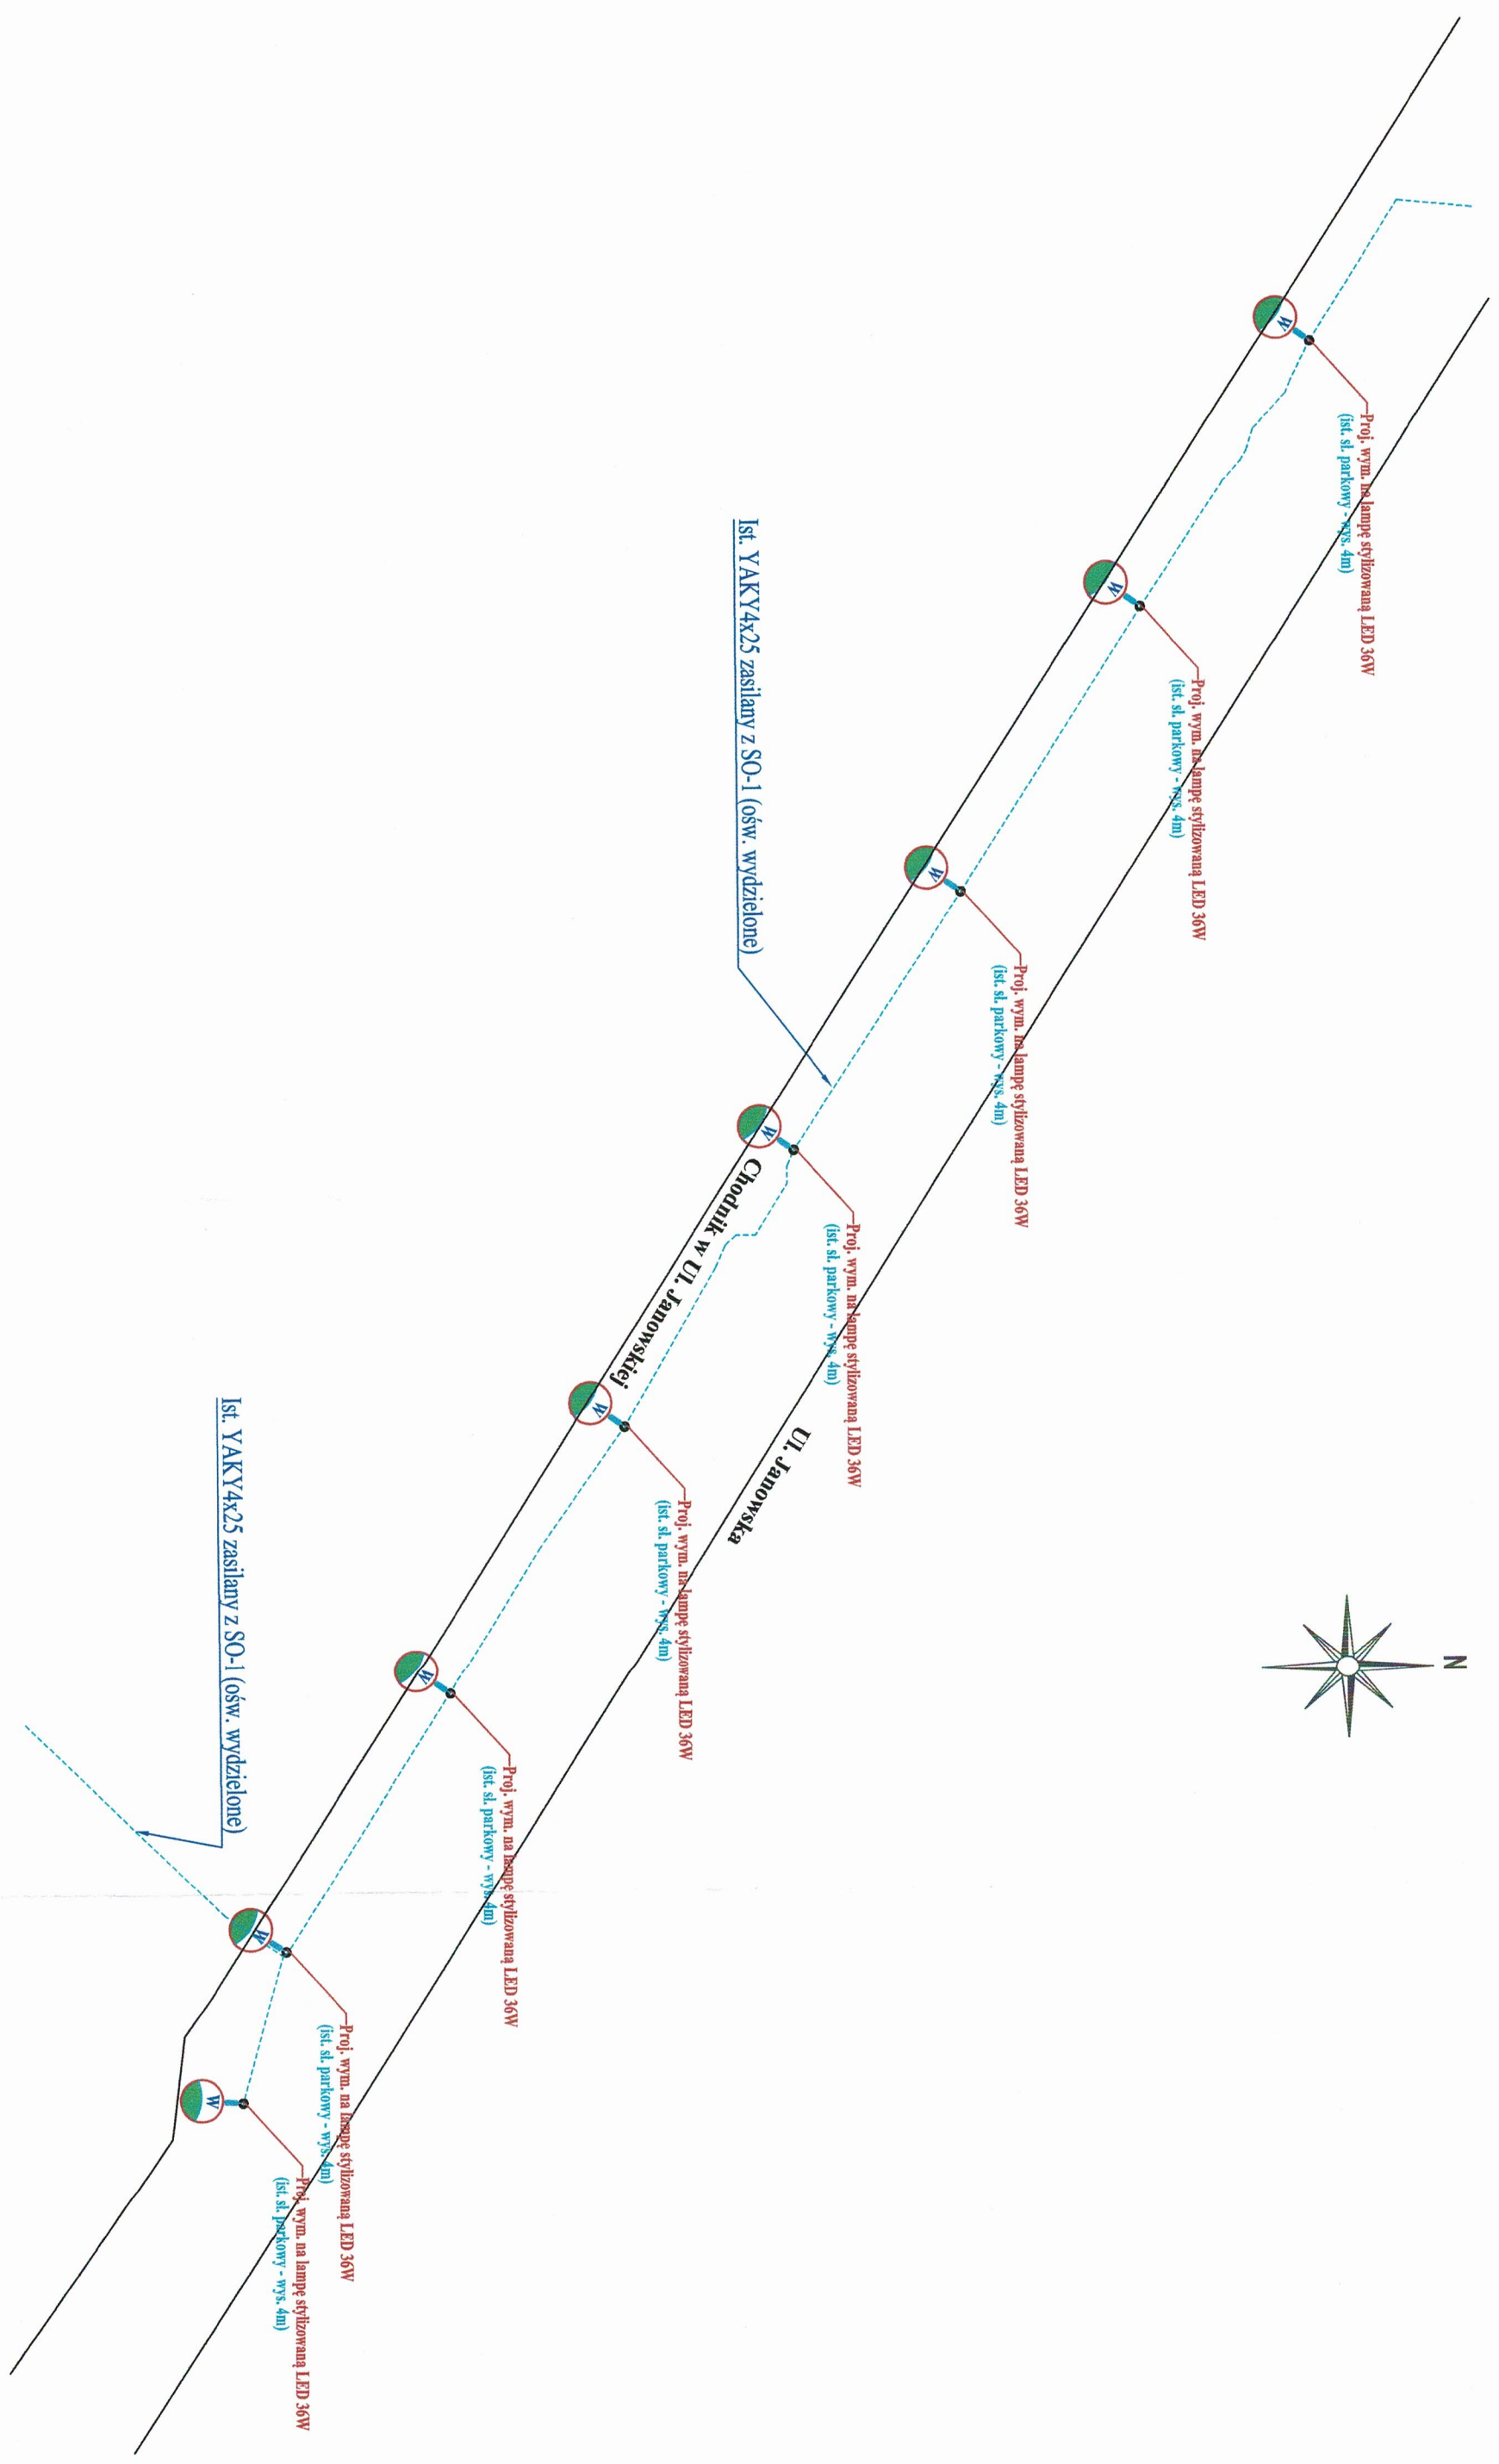 N
Proj. wym. na lampę stylizowaną LED 36W
(ist. sł. parkowy - wys. 4m)
Proj. wym. na lampę stylizowaną LED 36W
(ist. sł. parkowy - wys. 4m)
Proj. wym. na lampę stylizowaną LED 36W
(ist. sł. parkowy - wys. 4m)
Proj. wym. na lampę stylizowaną LED 36W
(ist. sł. parkowy - wys. 4m)
Ul. Janowska
Ist. YAKY4x25 zasilany z SO-1 (ośw. wydzielone)
Chodnik w Ul. Janowskiej
Proj. wym. na lampę stylizowaną LED 36W
(ist. sł. parkowy - wys. 4m)
Proj. wym. na lampę stylizowaną LED 36W
(ist. sł. parkowy - wys. 4m)
Proj. wym. na lampę stylizowaną LED 36W
(ist. sł. parkowy - wys. 4m)
Proj. wym. na lampę stylizowaną LED 36W
(ist. sł. parkowy - wys. 4m)
Ist. YAKY4x25 zasilany z SO-1 (ośw. wydzielone)
W
W
W
W
W
W
W
W